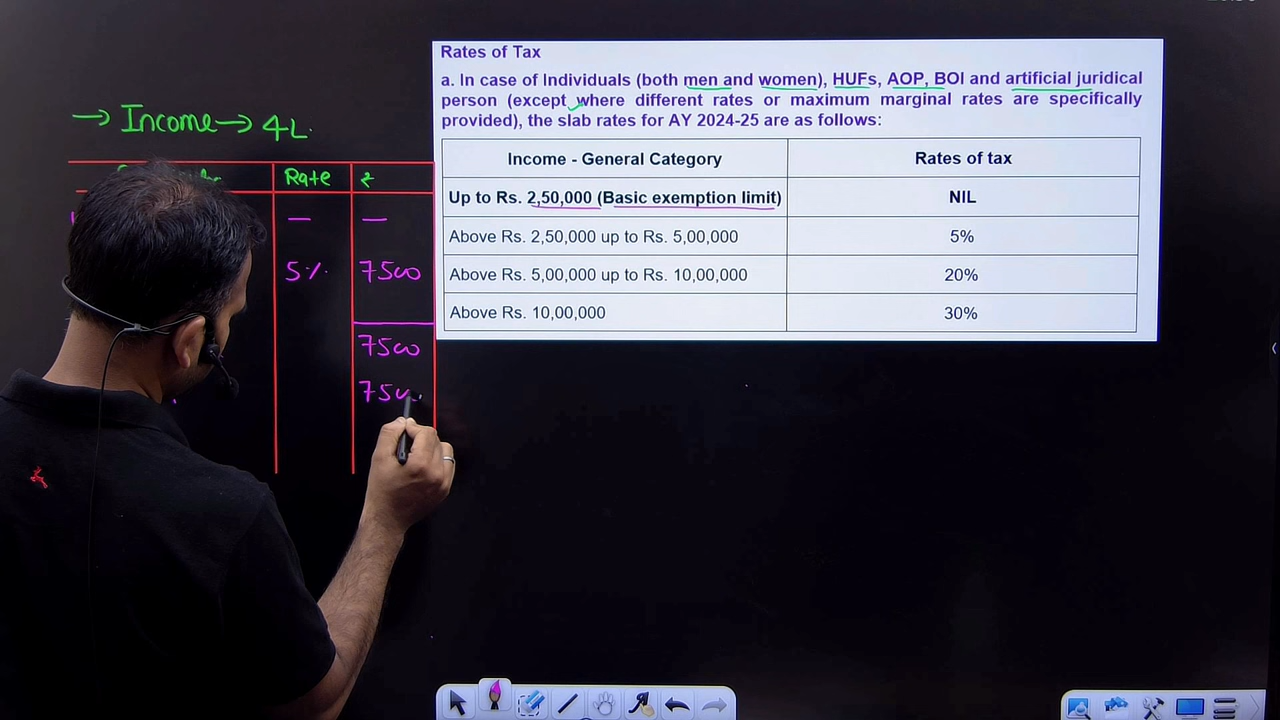 Rates of Tax
a. In case of Individuals (both men and women), HUFs, AOP, BOI and artificial juridical
person (except where different rates or maximum marginal rates are specifically
provided), the slab rates for AY 2024-25 are as follows:
Income - General Category Rates of tax
Up to Rs. 2,50,000 (Basic exemption limit) NIL
Above Rs. 2,50,000 up to Rs. 5,00,000 5%
Above Rs. 5,00,000 up to Rs. 10,00,000 20%
Above Rs. 10,00,000 30%
→ Income → 4L.
Rate ₹
— —
5% 7500
7500